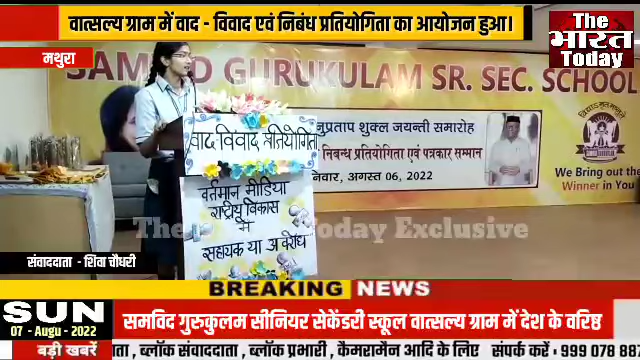 वात्सल्य ग्राम में वाद - विवाद एवं निबंध प्रतियोगिता का आयोजन हुआ।
The
भारत
Today
मथुरा
SAMVID GURUKULAM SR. SEC. SCHOOL
वाद-विवाद प्रतियोगिता
नुप्रताप शुक्ल जयन्ती समारोह
निबन्ध प्रतियोगिता एवं पत्रकार सम्मान
निवार, अगस्त 06, 2022
We Bring out the
Winner in You
वर्तमान मीडिया
राष्ट्रीय विकास
में
सहायक या अवरोध
The भारत Today Exclusive
संवाददाता - शिवा चौधरी
BREAKING NEWS
SUN
07 - Augu - 2022
समविद गुरुकुलम सीनियर सेकेंडरी स्कूल वात्सल्य ग्राम में देश के वरिष्ठ
बड़ी खबरें
ाता , ब्लॉक संवाददाता , ब्लॉक प्रभारी , कैमरामैन आदि के लिए संपर्क करें • 999 078 88